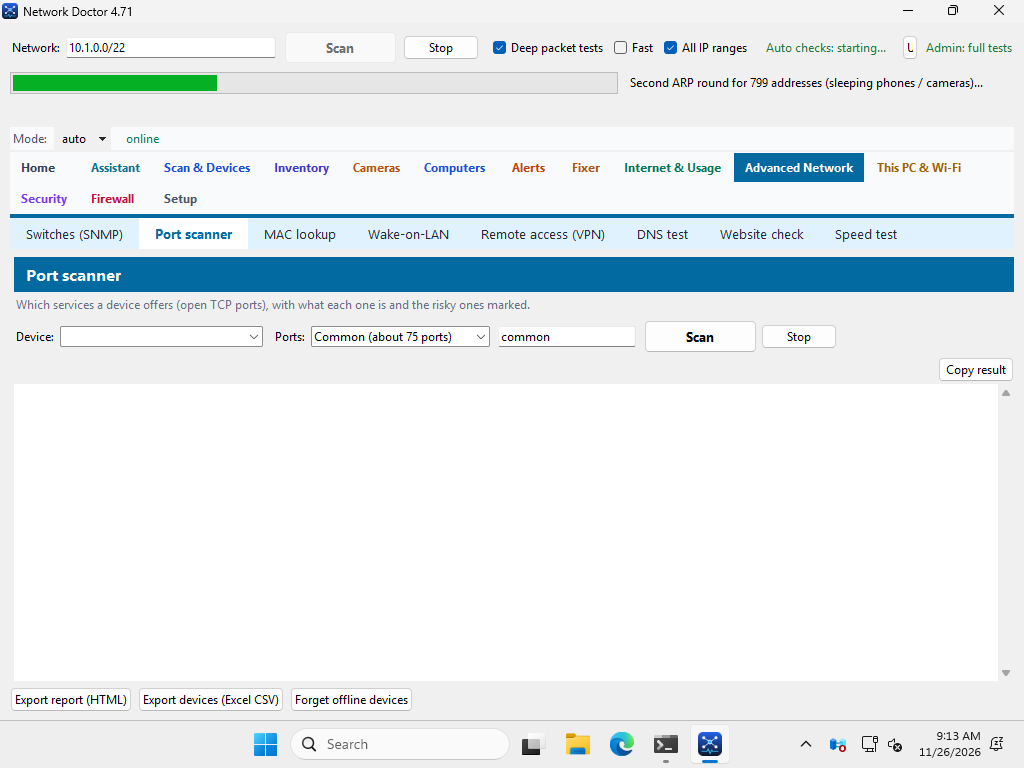 Network Doctor 4.71
Network: 10.1.0.0/22 Scan Stop Deep packet tests Fast All IP ranges Auto checks: starting... Admin: full tests
Second ARP round for 799 addresses (sleeping phones / cameras)...
Mode: auto online
Home Assistant Scan & Devices Inventory Cameras Computers Alerts Fixer Internet & Usage Advanced Network This PC & Wi-Fi
Security Firewall Setup
Switches (SNMP) Port scanner MAC lookup Wake-on-LAN Remote access (VPN) DNS test Website check Speed test
Port scanner
Which services a device offers (open TCP ports), with what each one is and the risky ones marked.
Device: Ports: Common (about 75 ports) common Scan Stop
Copy result
Export report (HTML) Export devices (Excel CSV) Forget offline devices
Search
9:13 AM
11/26/2026